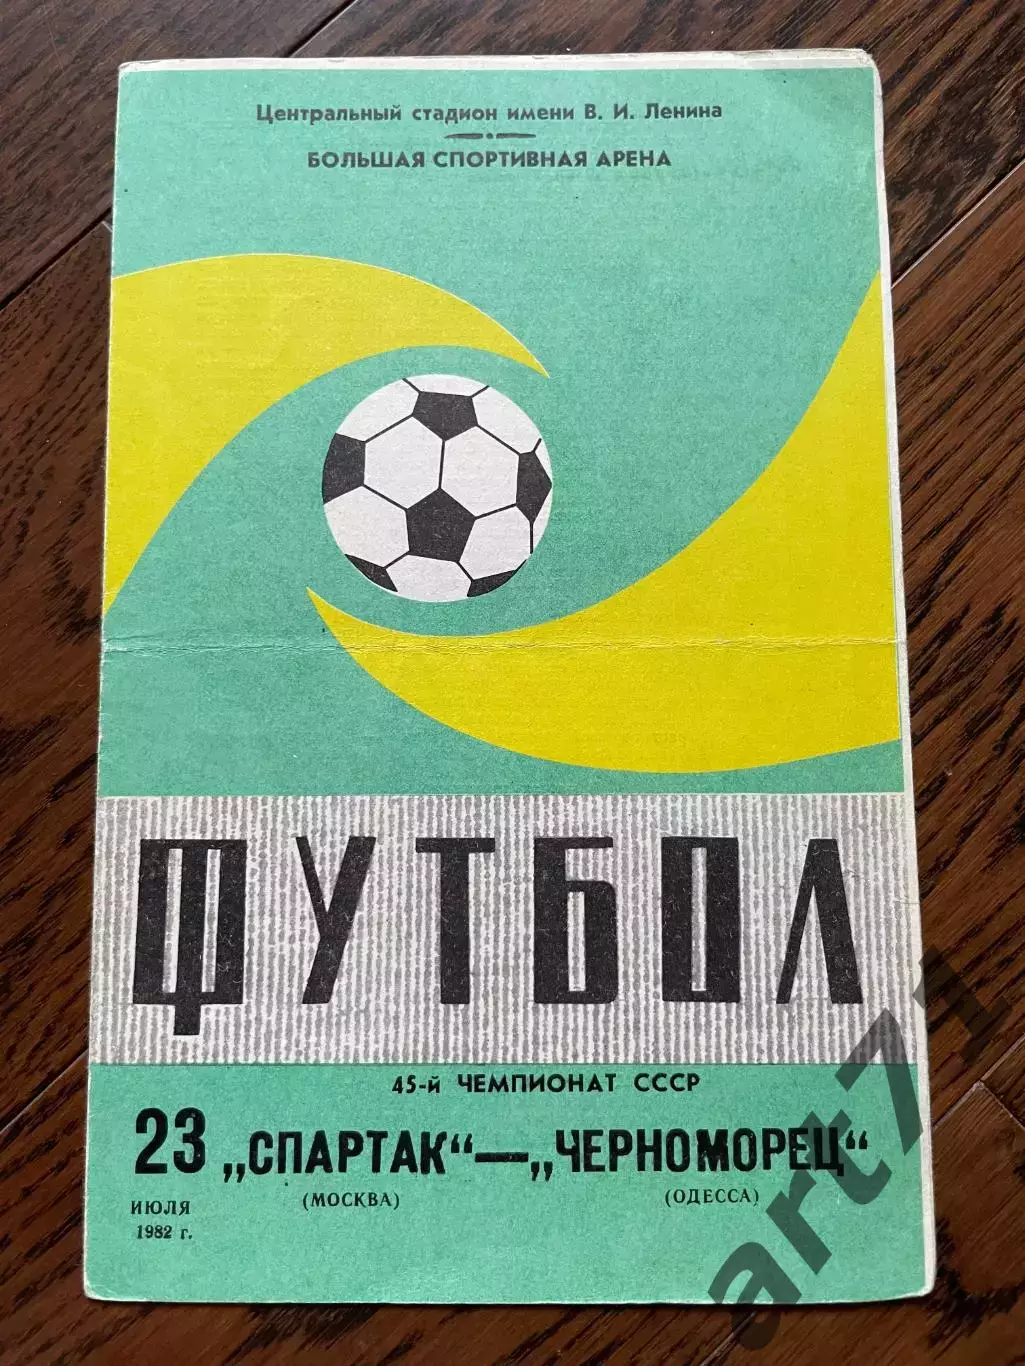 Центральный стадион имени В. И. Ленина
БОЛЬШАЯ СПОРТИВНАЯ АРЕНА
ФУТБОЛ
45-й ЧЕМПИОНАТ СССР
23 „СПАРТАК“—„ЧЕРНОМОРЕЦ“
ИЮЛЯ (МОСКВА) (ОДЕССА)
1982 г.
art71